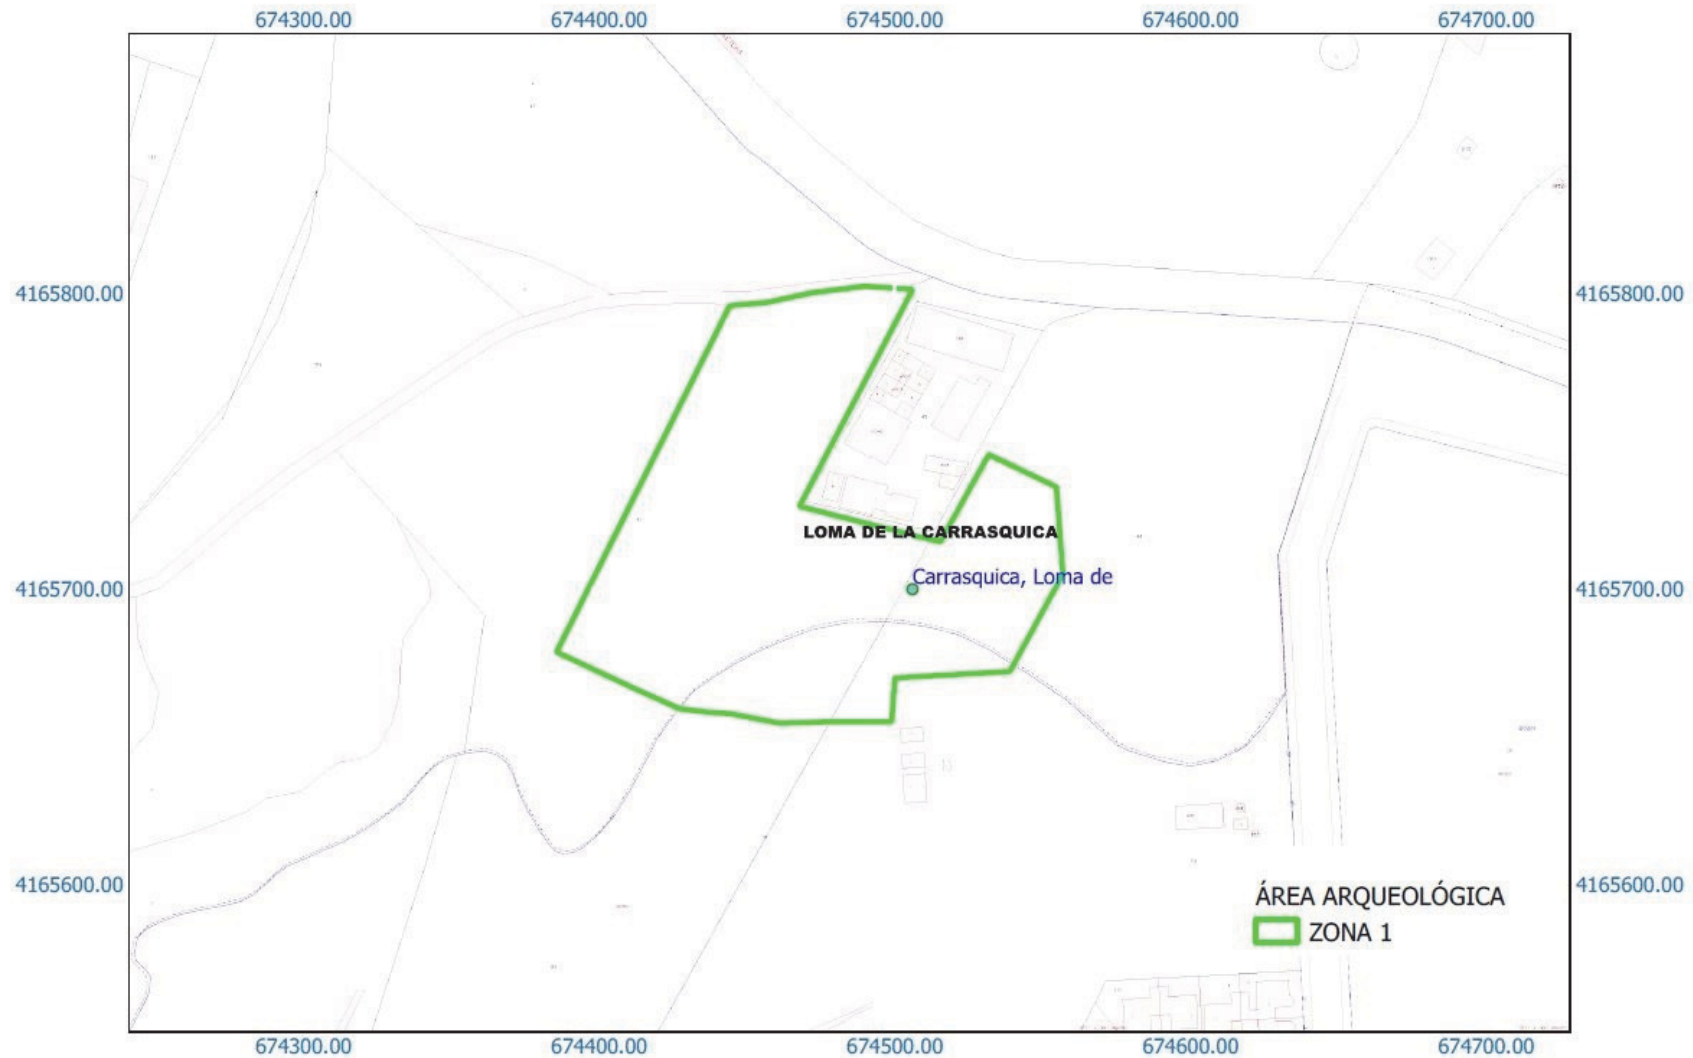 674300.00 674400.00 674500.00 674600.00 674700.00
4165800.00 4165800.00
LOMA DE LA CARRASQUICA
Carrasquica, Loma de
4165700.00 4165700.00
4165600.00 4165600.00
ÁREA ARQUEOLÓGICA
ZONA 1
674300.00 674400.00 674500.00 674600.00 674700.00